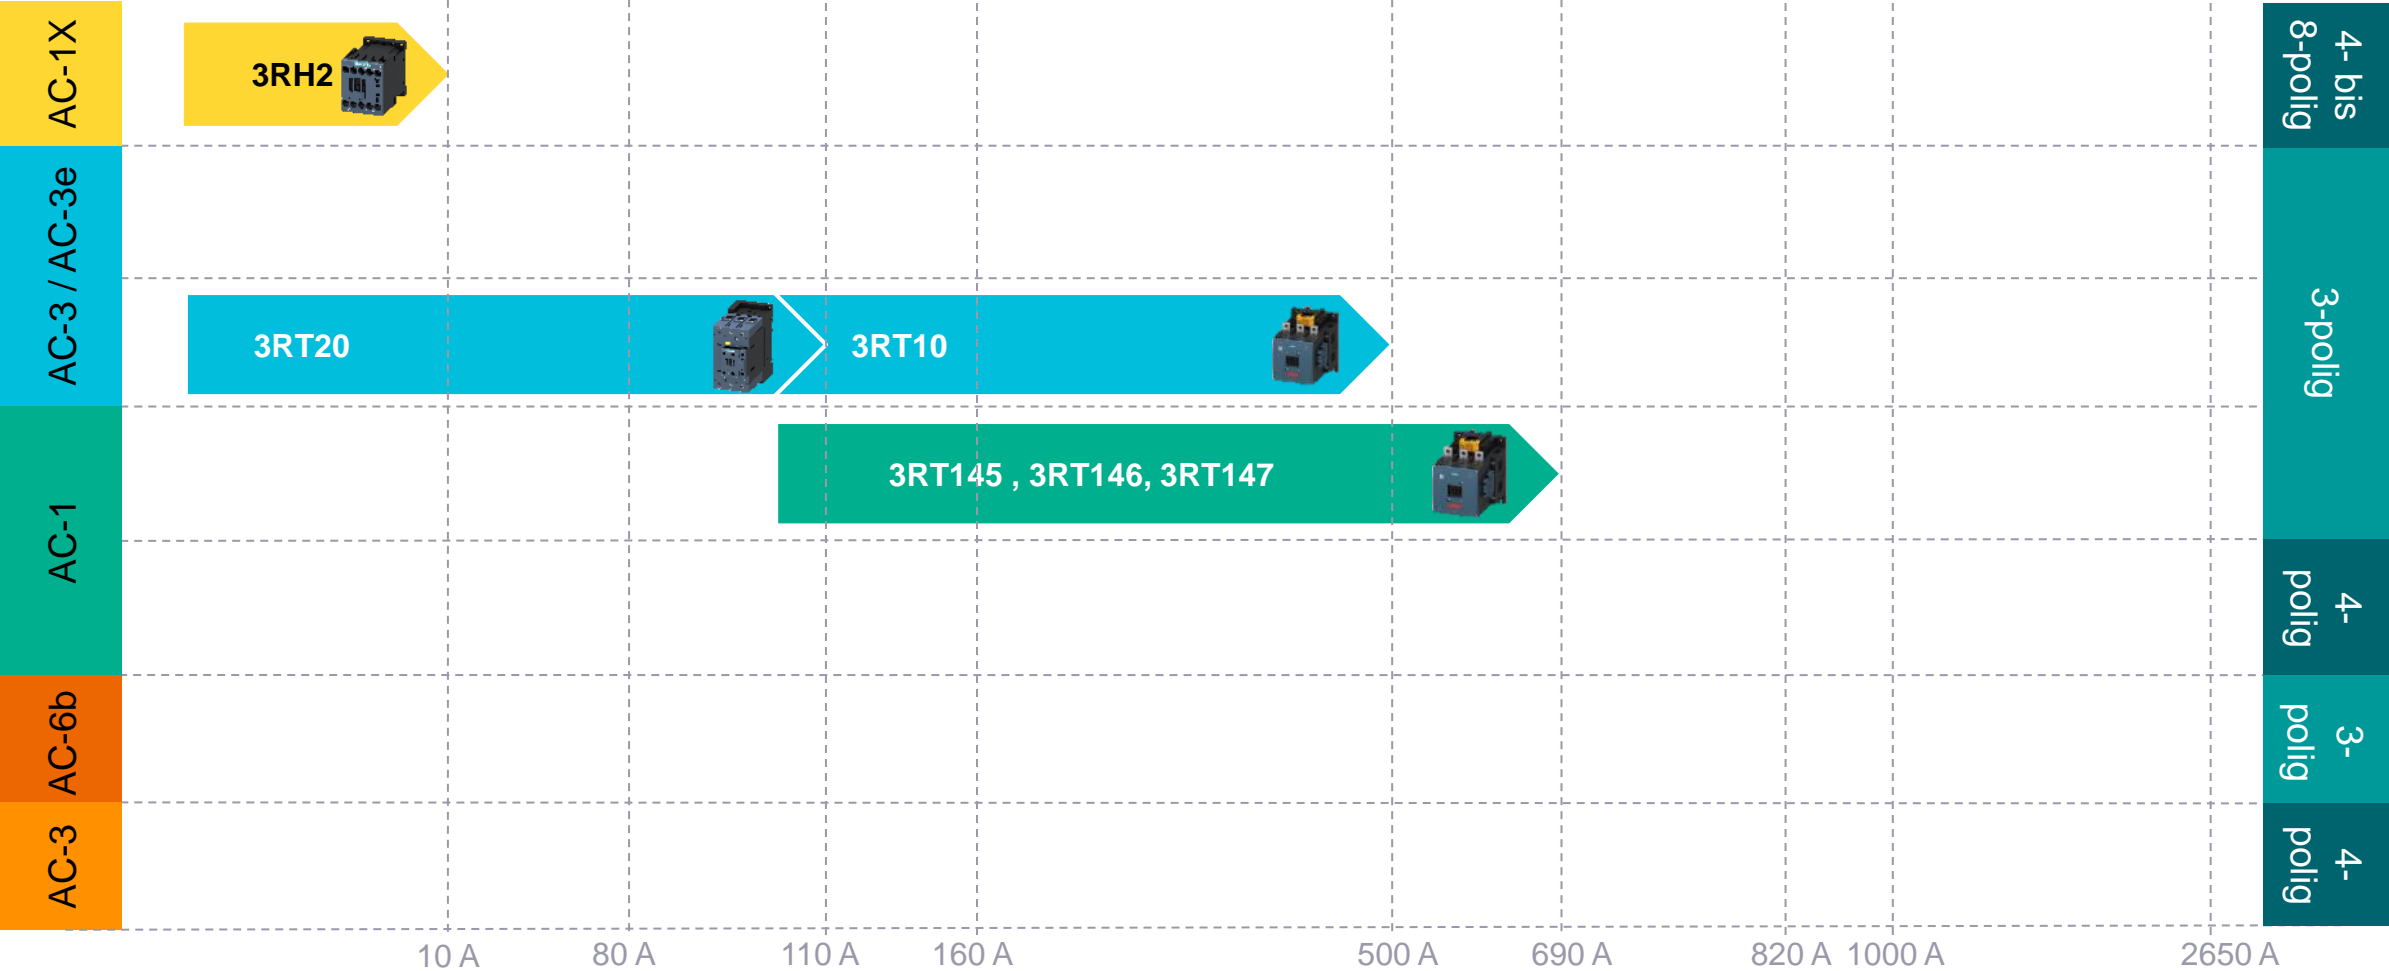 AC-1X
3RH2
4- bis
8-polig
AC-3 / AC-3e
3RT20
3RT10
3-polig
AC-1
3RT145 , 3RT146, 3RT147
4-
polig
AC-6b
3-
polig
AC-3
4-
polig
10 A
80 A
110 A
160 A
500 A
690 A
820 A
1000 A
2650 A